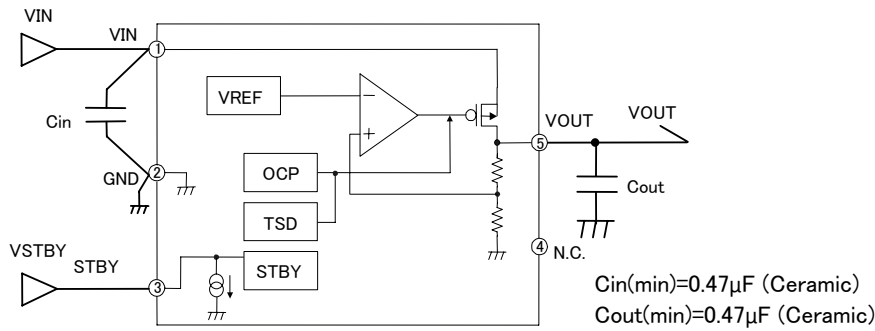 VIN
VIN
1
VREF
−
+
Cin
VOUT
VOUT
5
2
GND
OCP
TSD
Cout
VSTBY
STBY
3
STBY
4
N.C.
Cin(min)=0.47µF (Ceramic)
Cout(min)=0.47µF (Ceramic)